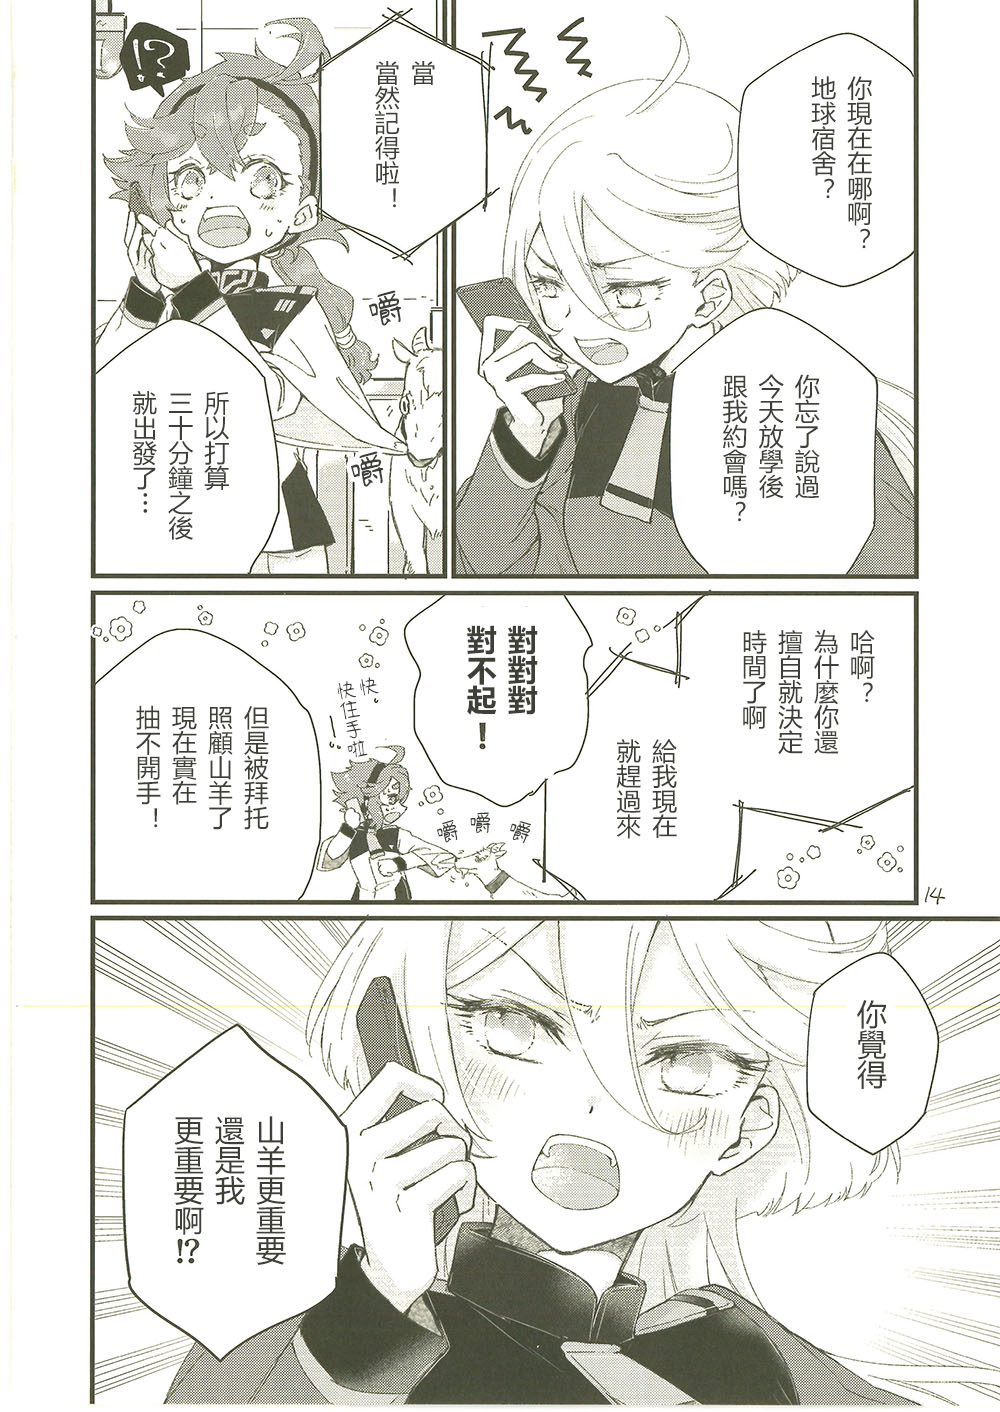 你現在在哪啊？
地球宿舍？
你忘了說過
今天放學後
跟我約會嗎？
!?
當
當然記得啦！
嚼
嚼
所以打算
三十分鐘之後
就出發了…
哈啊？
為什麼你還
擅自就決定
時間了啊
給我現在
就趕過來
對對對
對不起！
快。
快住手啦
嚼
嚼
嚼
但是被拜托
照顧山羊了
現在實在
抽不開手！
14
你覺得
山羊更重要
還是我
更重要啊!?